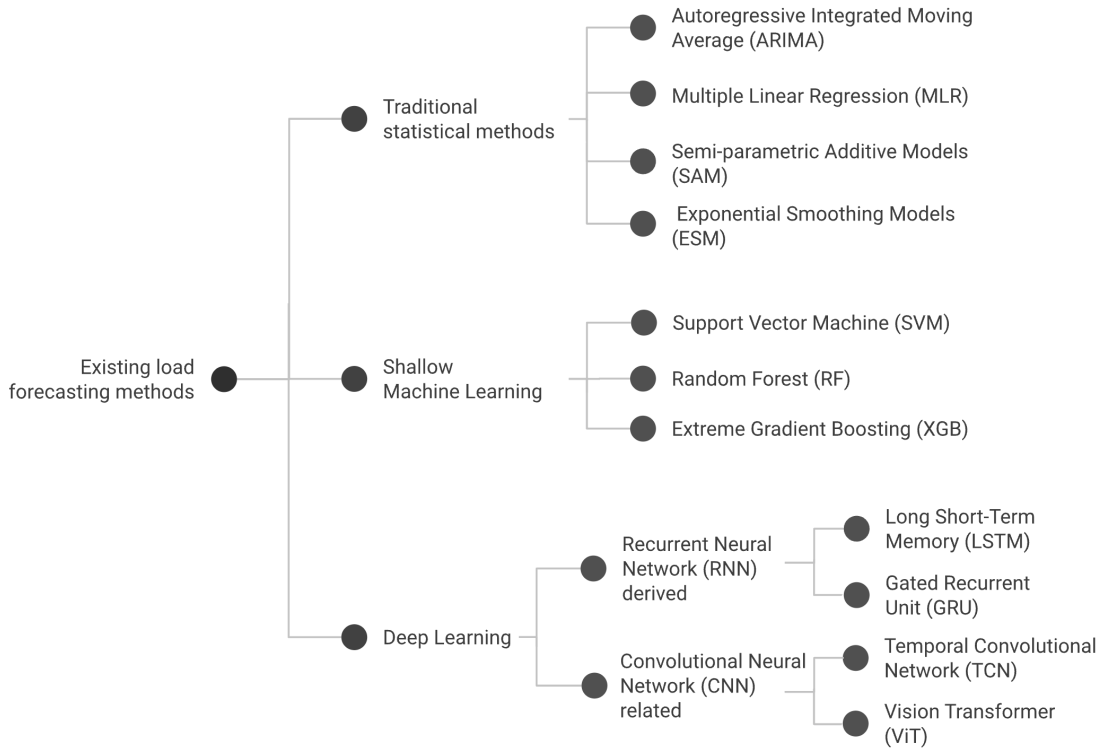 Existing load
forecasting methods
Traditional
statistical methods
Autoregressive Integrated Moving
Average (ARIMA)
Multiple Linear Regression (MLR)
Semi-parametric Additive Models
(SAM)
Exponential Smoothing Models
(ESM)
Shallow
Machine Learning
Support Vector Machine (SVM)
Random Forest (RF)
Extreme Gradient Boosting (XGB)
Deep Learning
Recurrent Neural
Network (RNN)
derived
Long Short-Term
Memory (LSTM)
Gated Recurrent
Unit (GRU)
Convolutional Neural
Network (CNN)
related
Temporal Convolutional
Network (TCN)
Vision Transformer
(ViT)